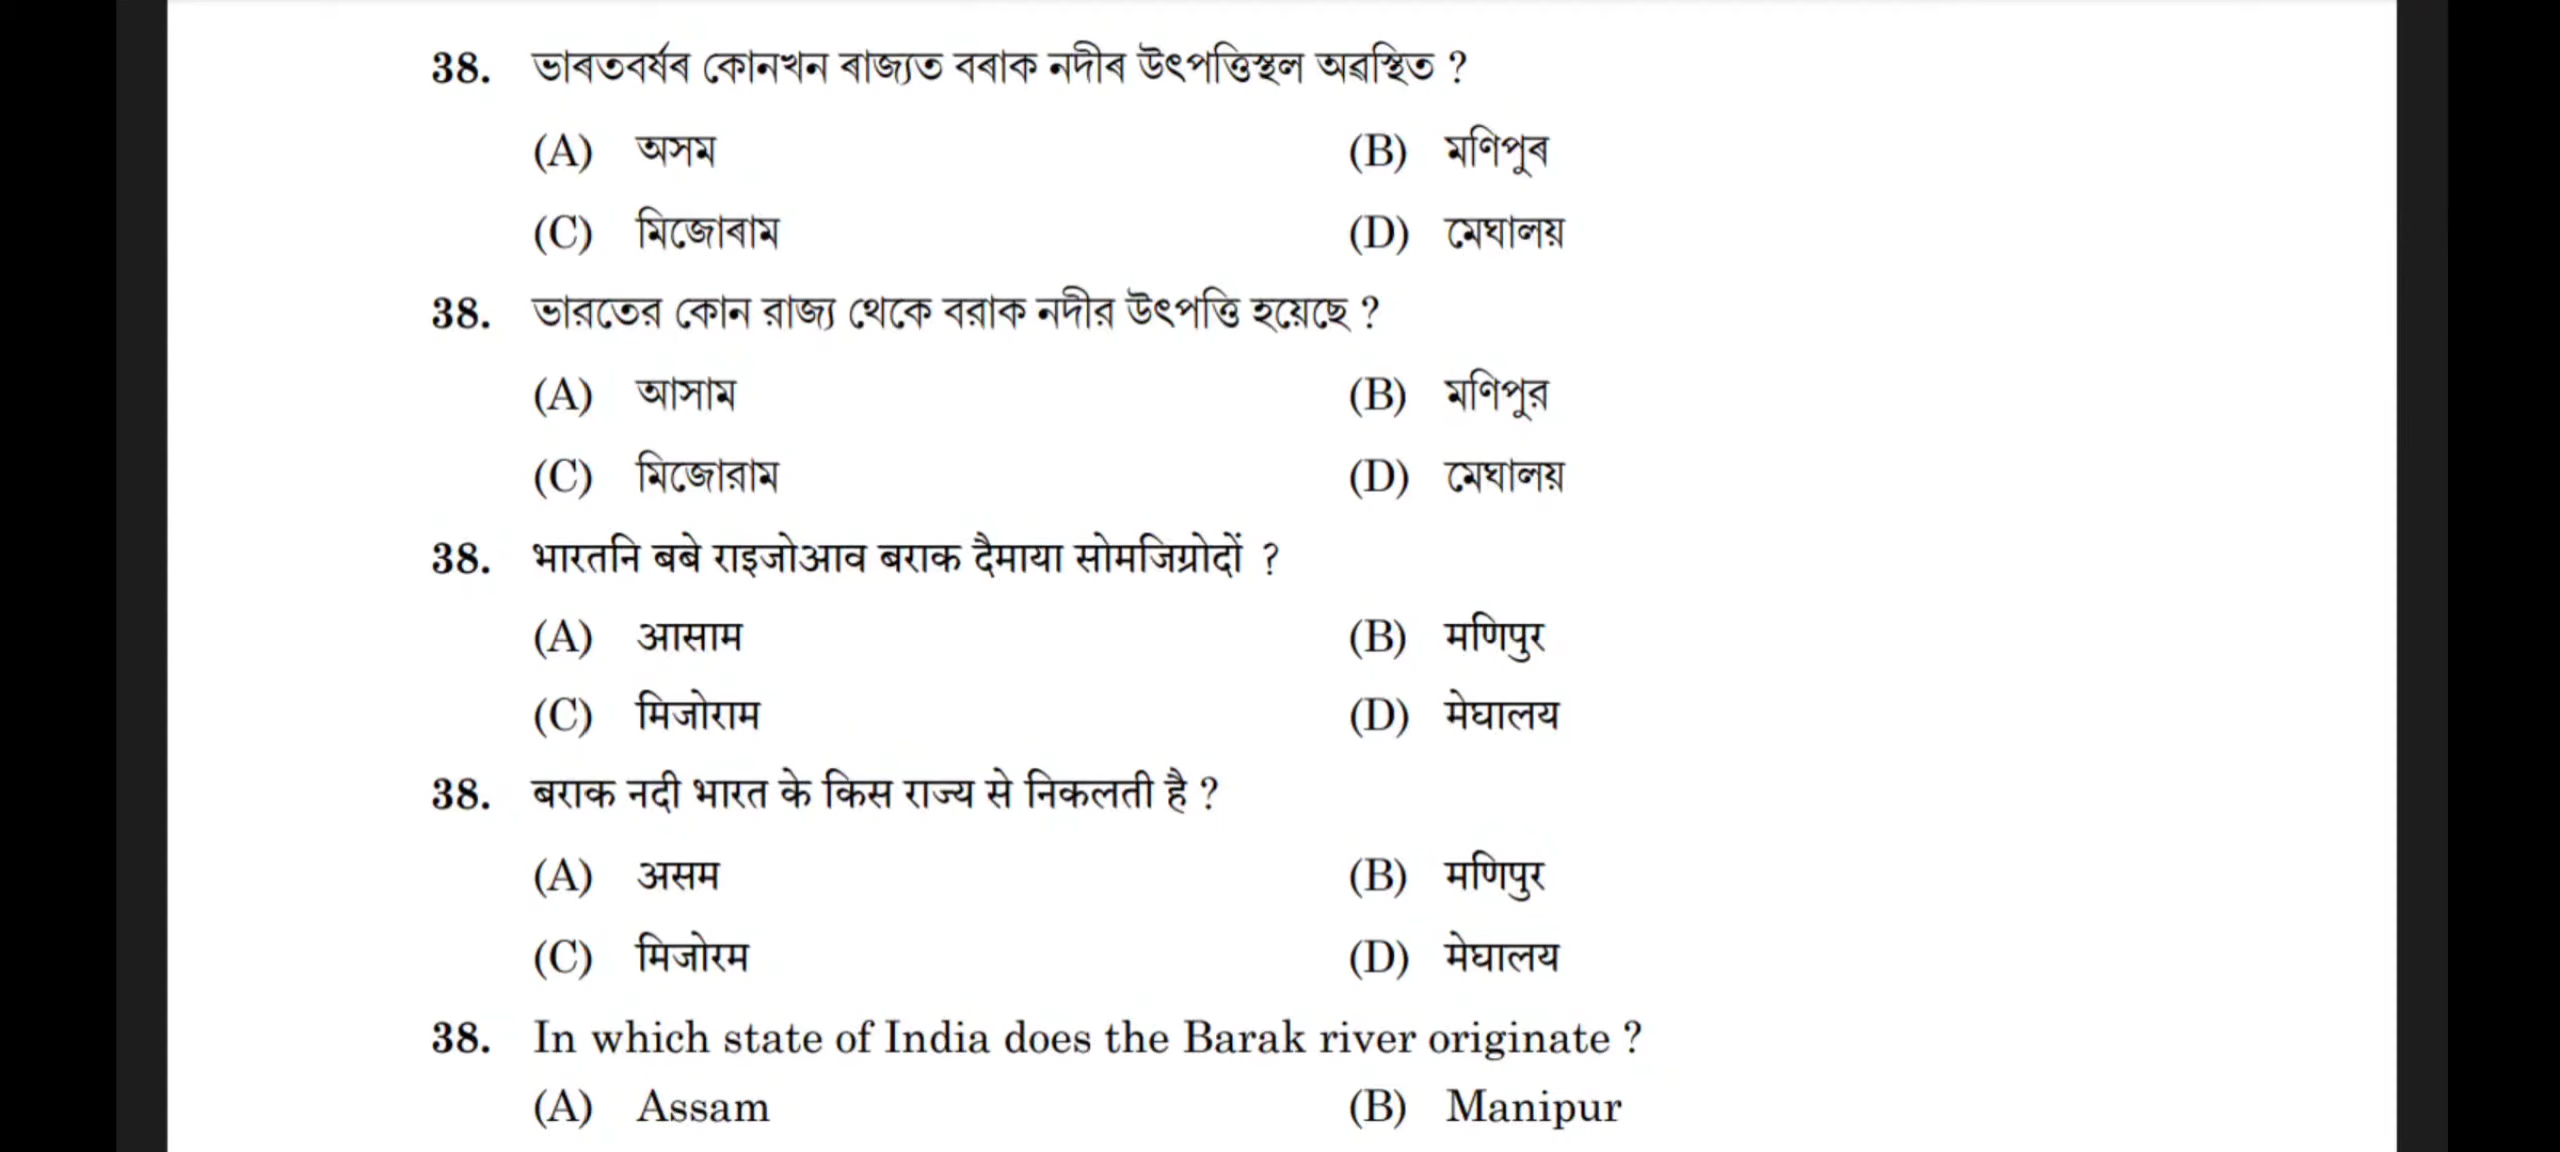 38. ভাৰতবৰ্ষৰ কোনখন ৰাজ্যত বৰাক নদীৰ উৎপত্তিস্থল অৱস্থিত ?
(A) অসম (B) মণিপুৰ
(C) মিজোৰাম (D) মেঘালয়
38. ভারতের কোন রাজ্য থেকে বরাক নদীর উৎপত্তি হয়েছে ?
(A) আসাম (B) মণিপুর
(C) মিজোরাম (D) মেঘালয়
38. भारतनि बबे राइजोआव बराक दैमाया सोमजिग्रोदों ?
(A) आसाम (B) मणिपुर
(C) मिजोराम (D) मेघालय
38. बराक नदी भारत के किस राज्य से निकलती है ?
(A) असम (B) मणिपुर
(C) मिजोरम (D) मेघालय
38. In which state of India does the Barak river originate ?
(A) Assam (B) Manipur